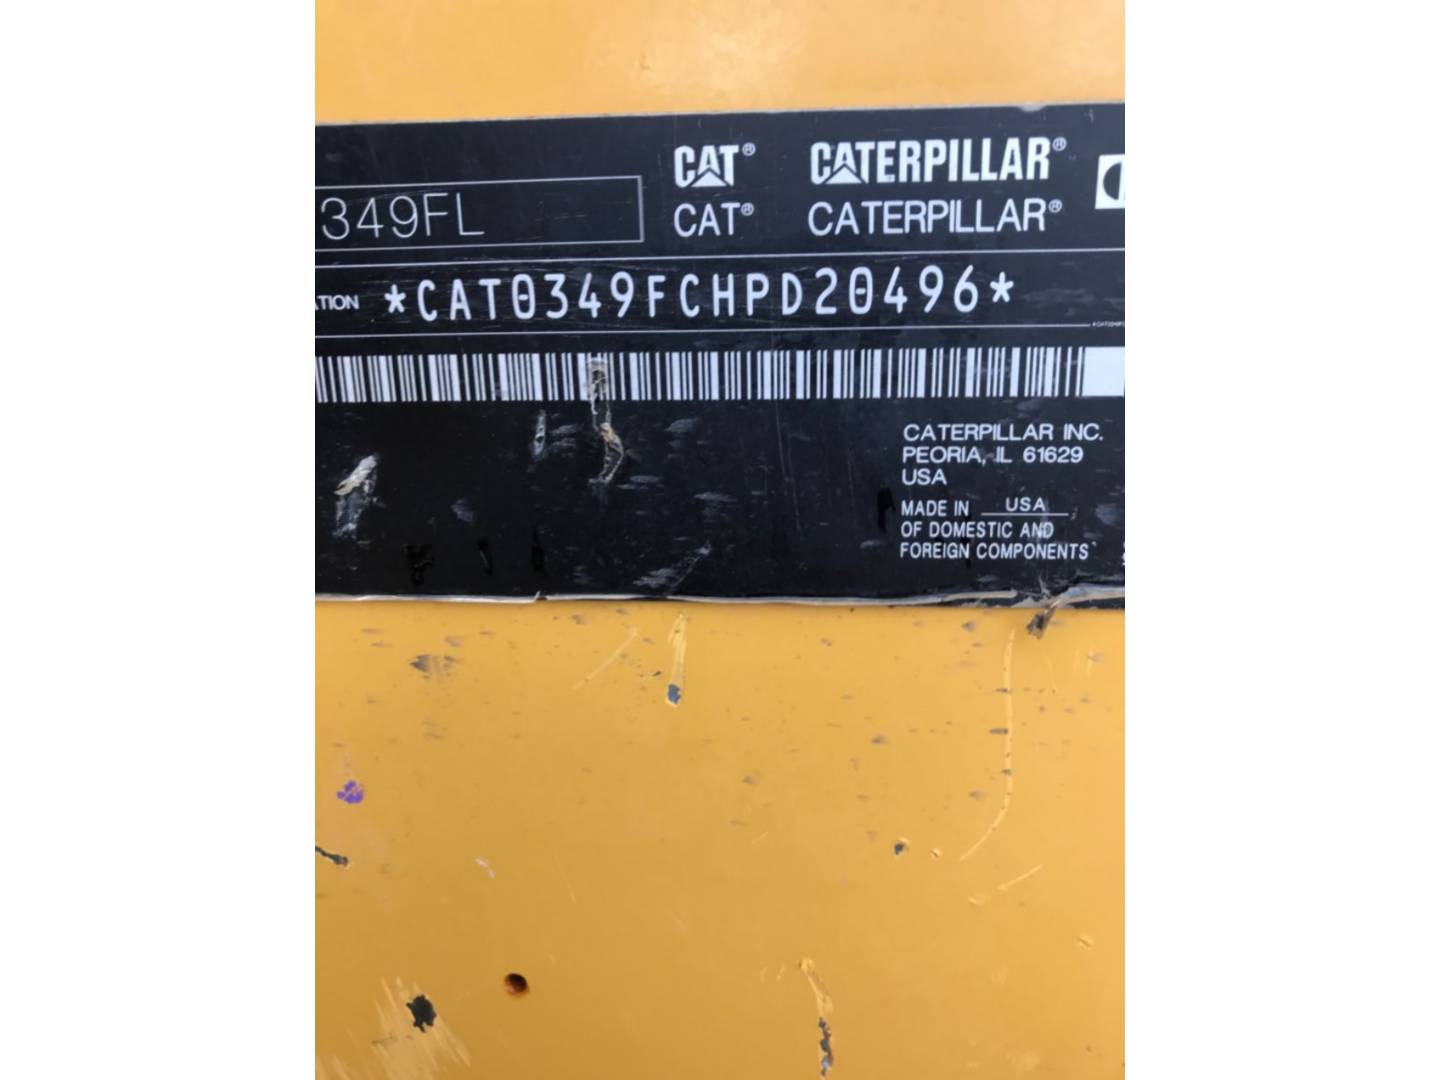 CAT® CATERPILLAR®
349FL CAT® CATERPILLAR®
*CAT0349FCHPD20496*
CATERPILLAR INC.
PEORIA, IL 61629
USA
MADE IN USA
OF DOMESTIC AND
FOREIGN COMPONENTS